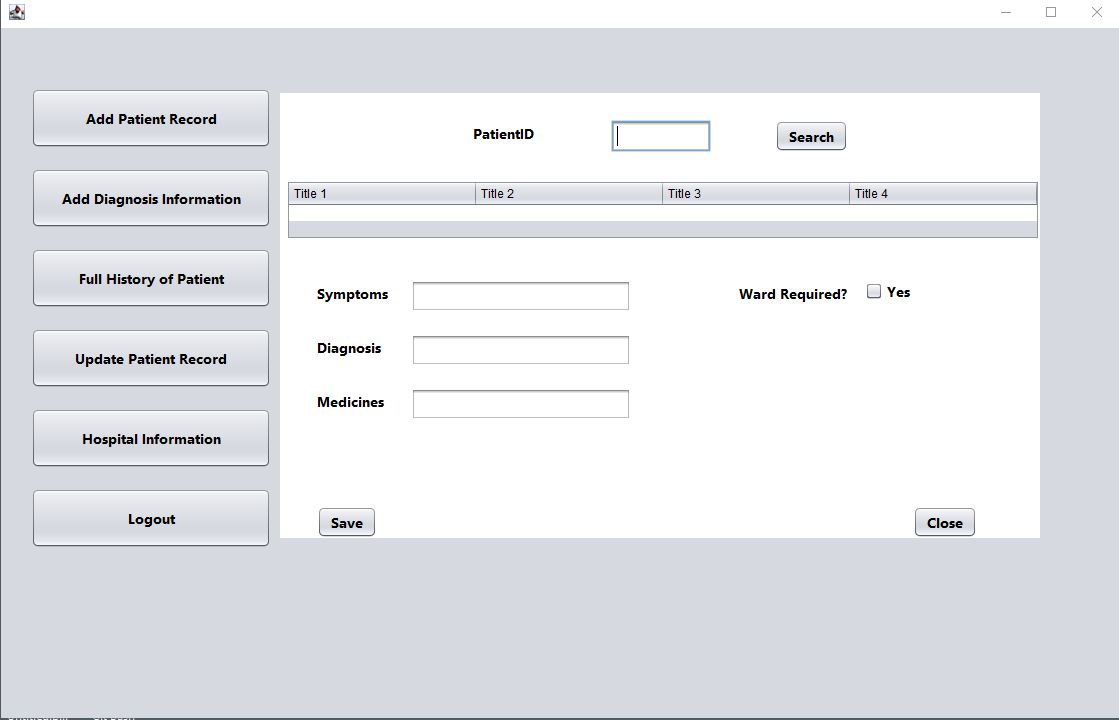 Add Patient Record
Add Diagnosis Information
Full History of Patient
Update Patient Record
Hospital Information
Logout
PatientID Search
Title 1 Title 2 Title 3 Title 4
Symptoms Ward Required? Yes
Diagnosis
Medicines
Save Close